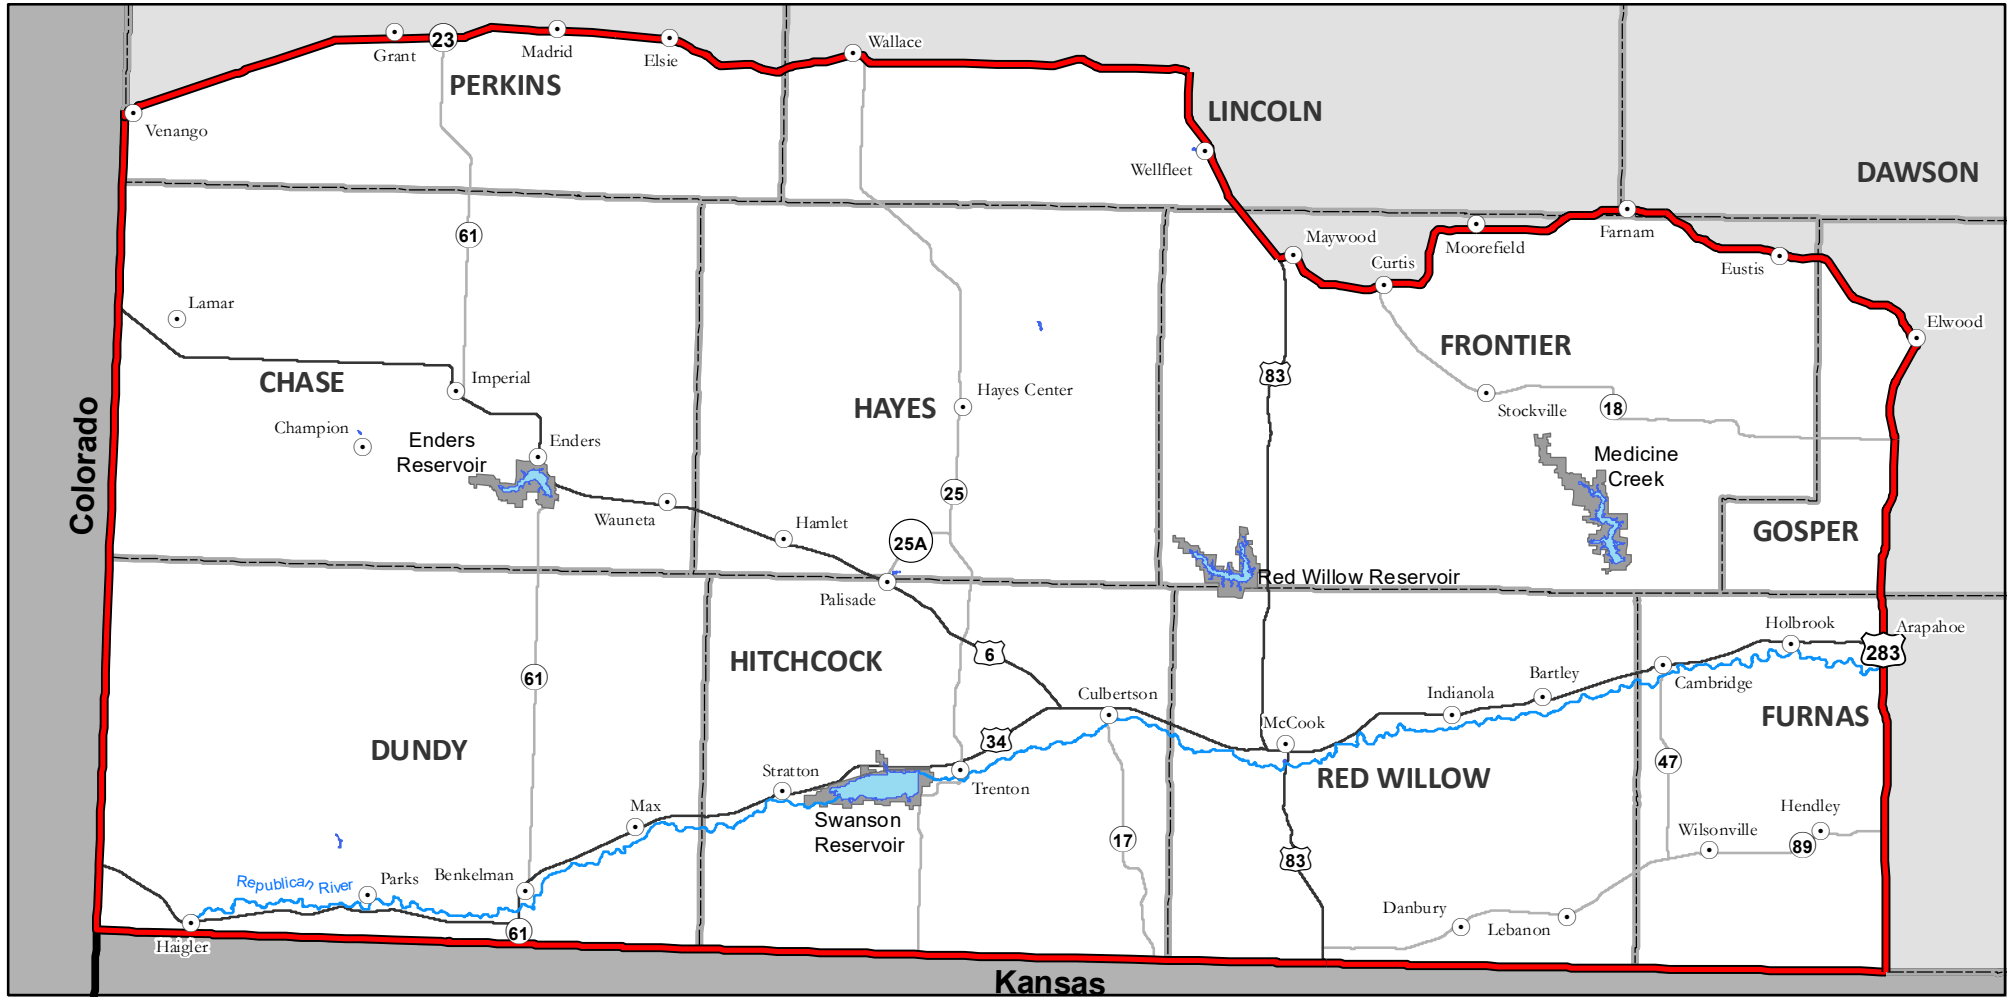 Wallace
Grant
23
Madrid
Elsie
PERKINS
LINCOLN
Venango
Wellfleet
DAWSON
61
Maywood
Moorefield
Farnam
Curtis
Eustis
Lamar
Elwood
FRONTIER
CHASE
Imperial
83
Hayes Center
HAYES
Stockville
18
Champion
Enders
Enders
Reservoir
Medicine
Creek
Colorado
25
Wauneta
Hamlet
25A
GOSPER
Red Willow Reservoir
Palisade
Holbrook
Arapahoe
6
283
HITCHCOCK
61
Bartley
Cambridge
Culbertson
Indianola
FURNAS
McCook
34
DUNDY
47
Stratton
RED WILLOW
Trenton
Max
Hendley
Swanson
Reservoir
17
Wilsonville
89
83
Republican River
Parks
Benkelman
Danbury
Lebanon
61
Haigler
Kansas